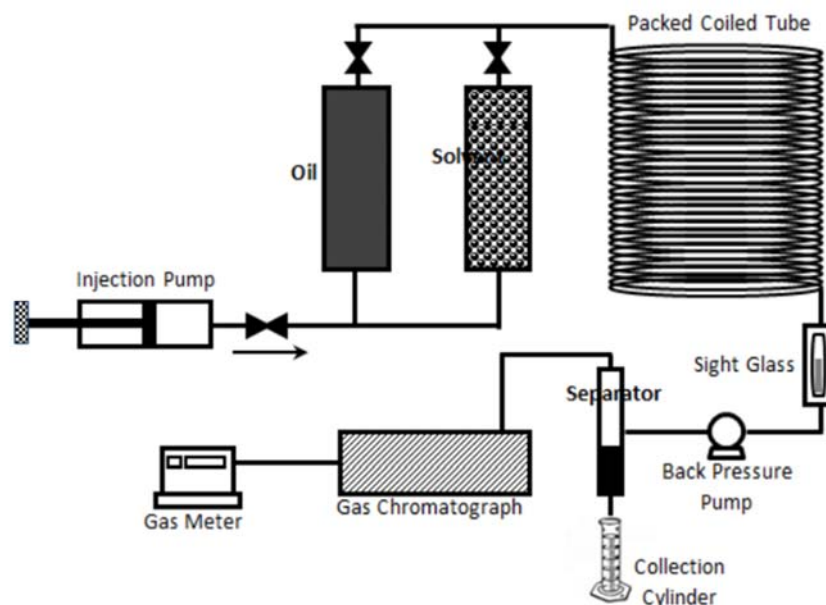 Packed Coiled Tube
Oil
Solvent
Injection Pump
Sight Glass
Separator
Back Pressure
Pump
Gas Chromatograph
Gas Meter
Collection
Cylinder